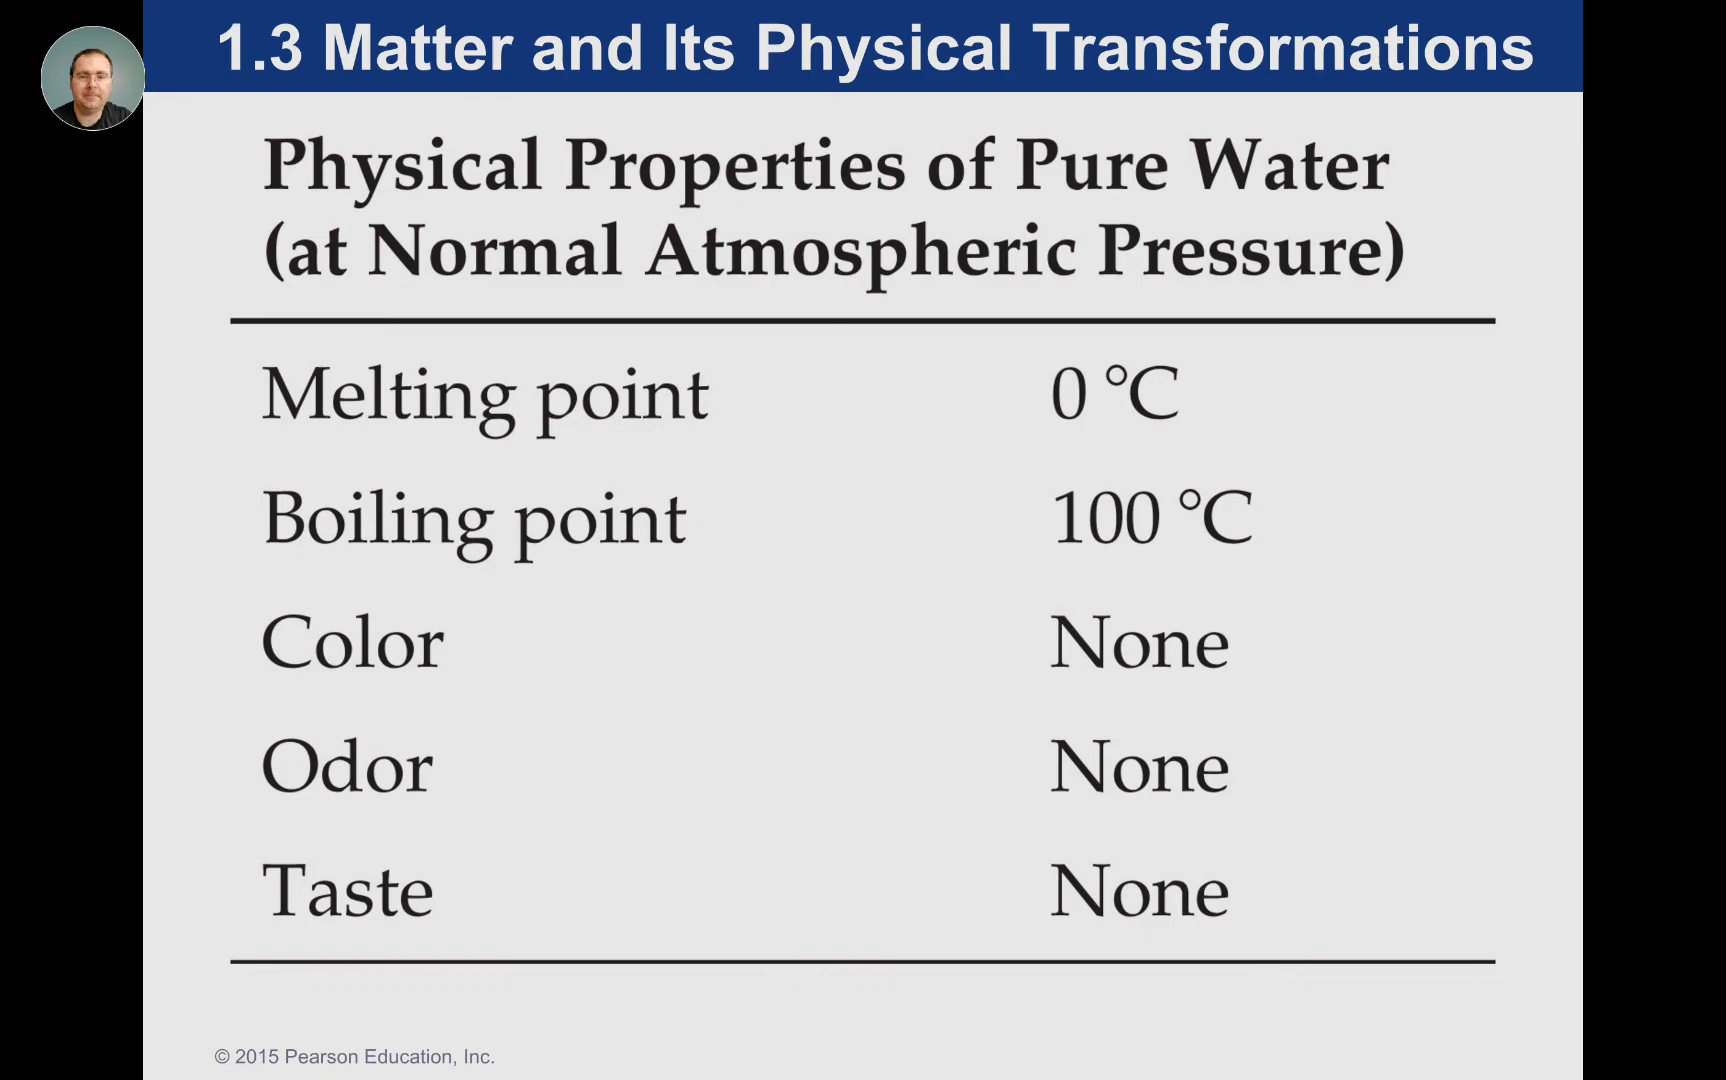 1.3 Matter and Its Physical Transformations
Physical Properties of Pure Water
(at Normal Atmospheric Pressure)
Melting point 0 °C
Boiling point 100 °C
Color None
Odor None
Taste None
© 2015 Pearson Education, Inc.